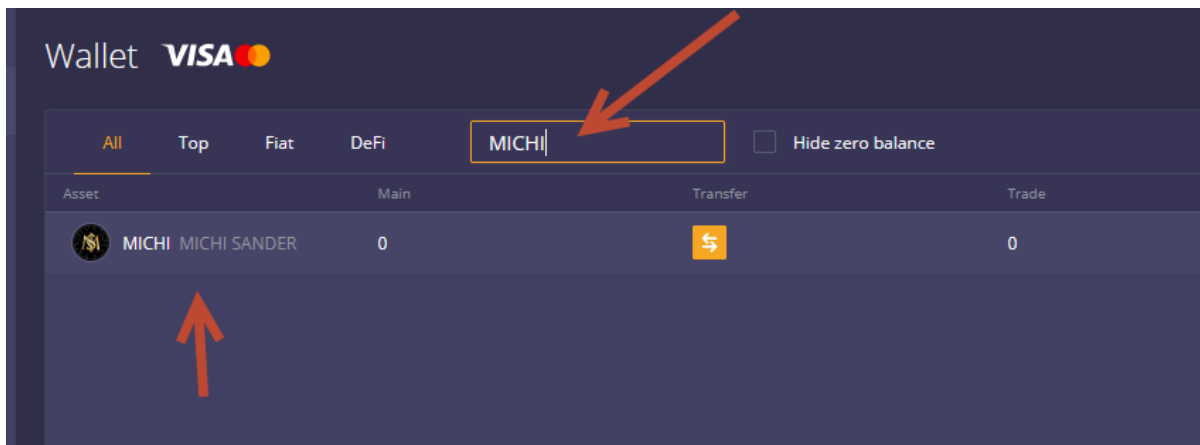 Wallet VISA
All Top Fiat DeFi MICHI Hide zero balance
Asset Main Transfer Trade
MICHI MICHI SANDER 0 0